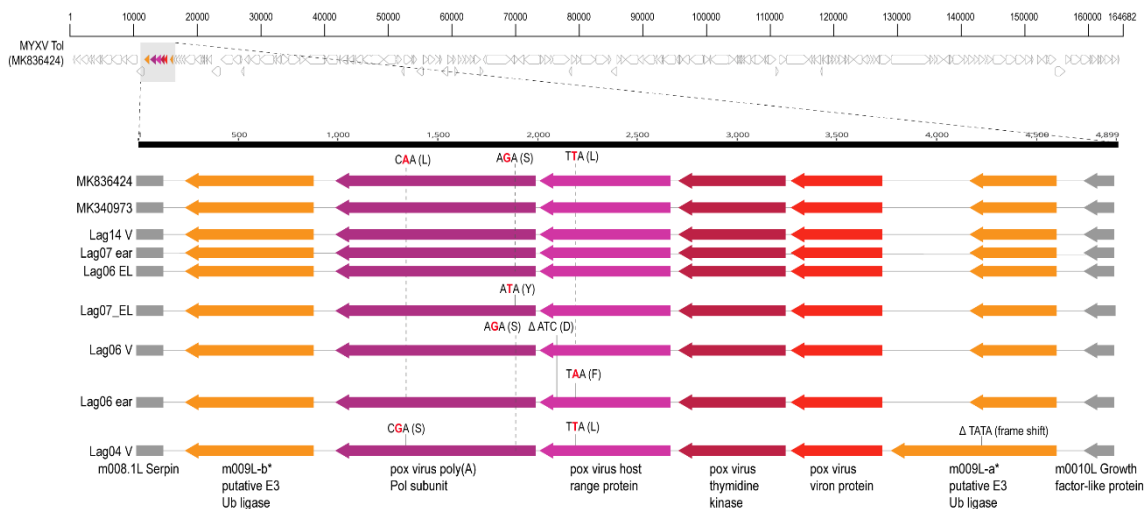 1 10000 20000 30000 40000 50000 60000 70000 80000 90000 100000 110000 120000 130000 140000 150000 160000 164682
MYXV Tol
(MK836424)
1 500 1,000 1,500 2,000 2,500 3,000 3,500 4,000 4,500 4,899
CAA (L) AGA (S) TTA (L)
MK836424
MK340973
Lag14 V
Lag07 ear
Lag06 EL
ATA (Y)
Lag07_EL
AGA (S) Δ ATC (D)
Lag06 V
TAA (F)
Lag06 ear
CGA (S) TTA (L) Δ TATA (frame shift)
Lag04 V
m008.1L Serpin m009L-b* pox virus poly(A) pox virus host pox virus pox virus m009L-a* m0010L Growth
putative E3 Pol subunit range protein thymidine viron protein putative E3 factor-like protein
Ub ligase kinase Ub ligase